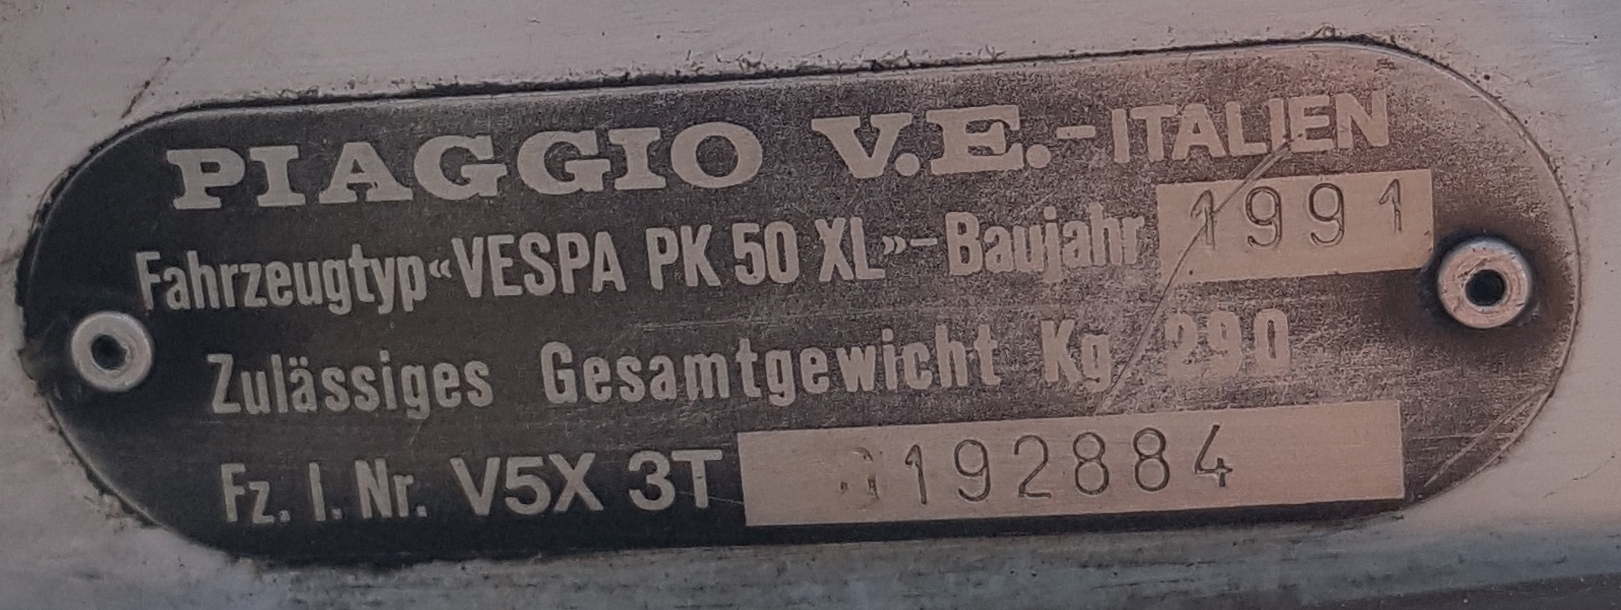 PIAGGIO V.E.-ITALIEN
Fahrzeugtyp «VESPA PK 50 XL»-Baujahr 1991
Zulässiges Gesamtgewicht Kg 290
Fz. I. Nr. V5X 3T 192884